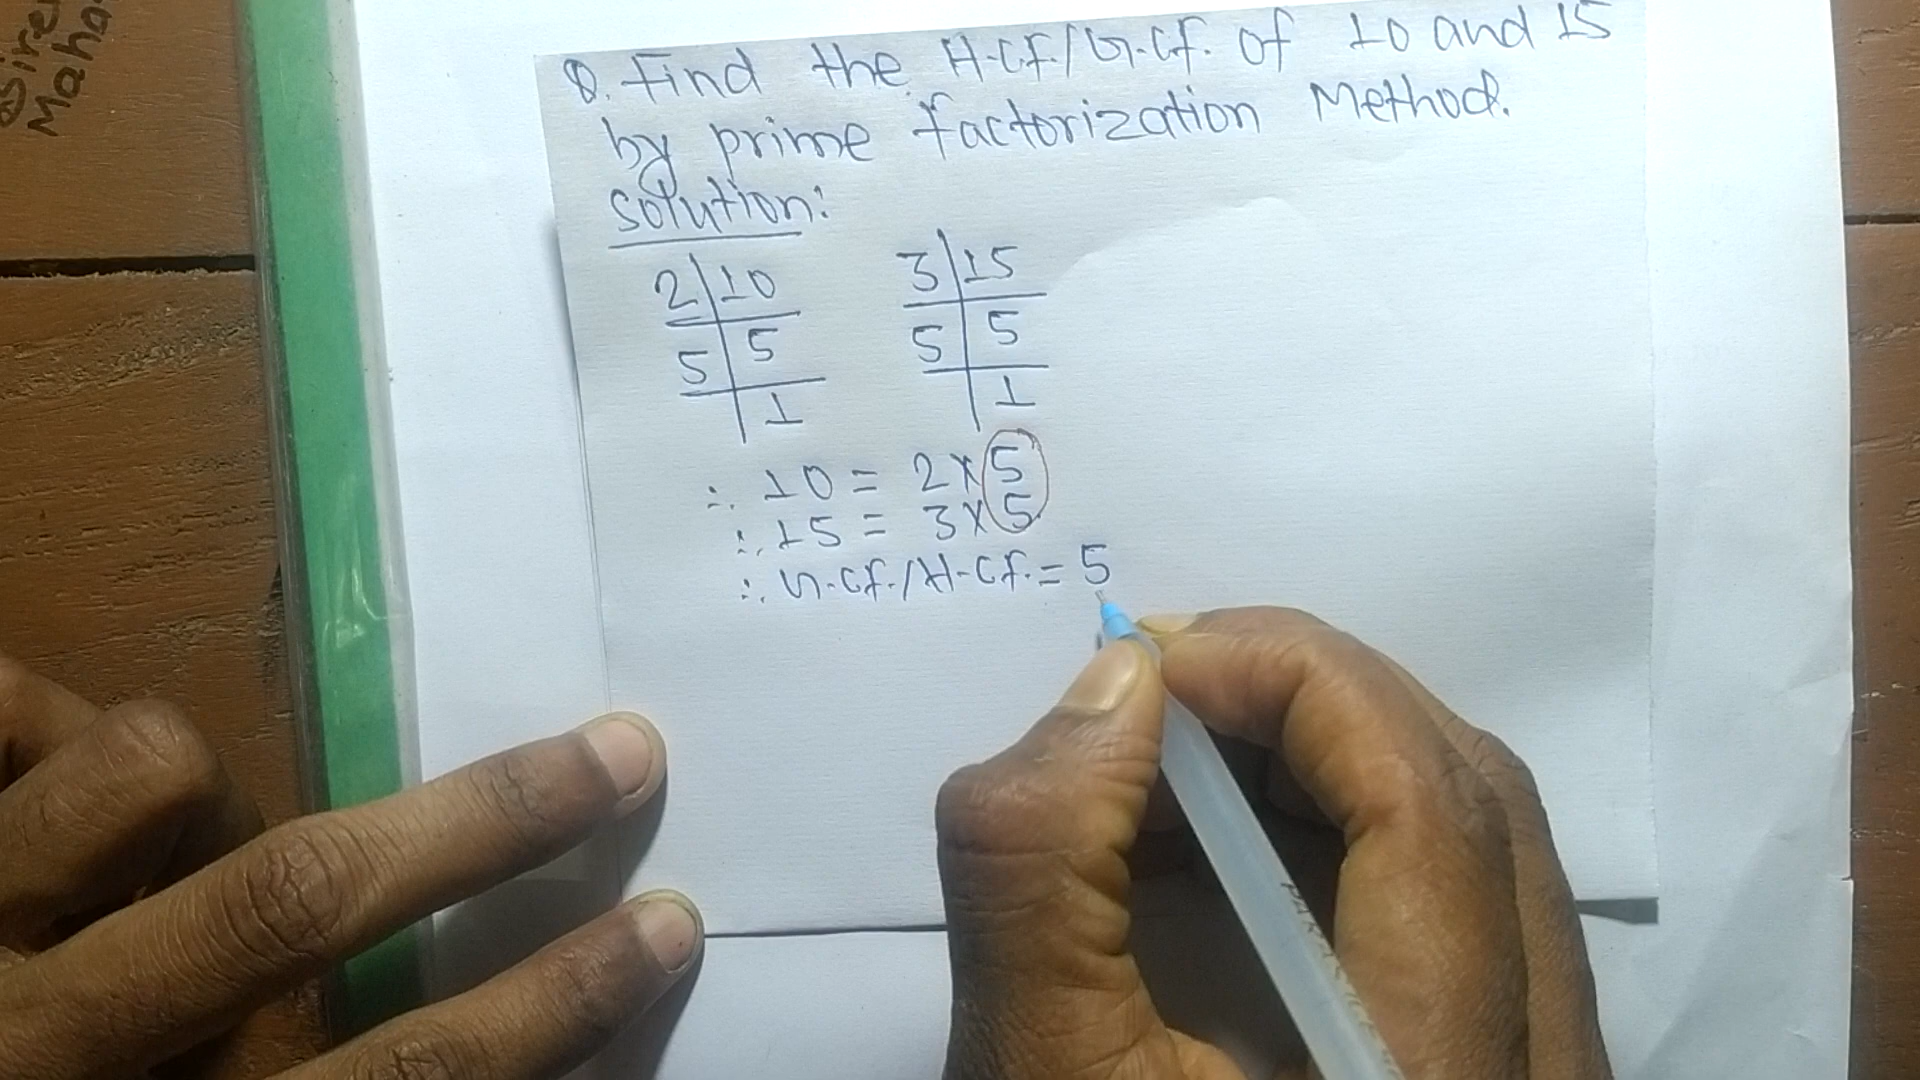 Q. Find the H.C.F./G.C.F. of 10 and 15
by prime factorization Method.
Solution:
2 | 10
5 | 5
1
3 | 15
5 | 5
1
∴ 10 = 2 × 5
∴ 15 = 3 × 5
∴ G.C.F./H.C.F. = 5